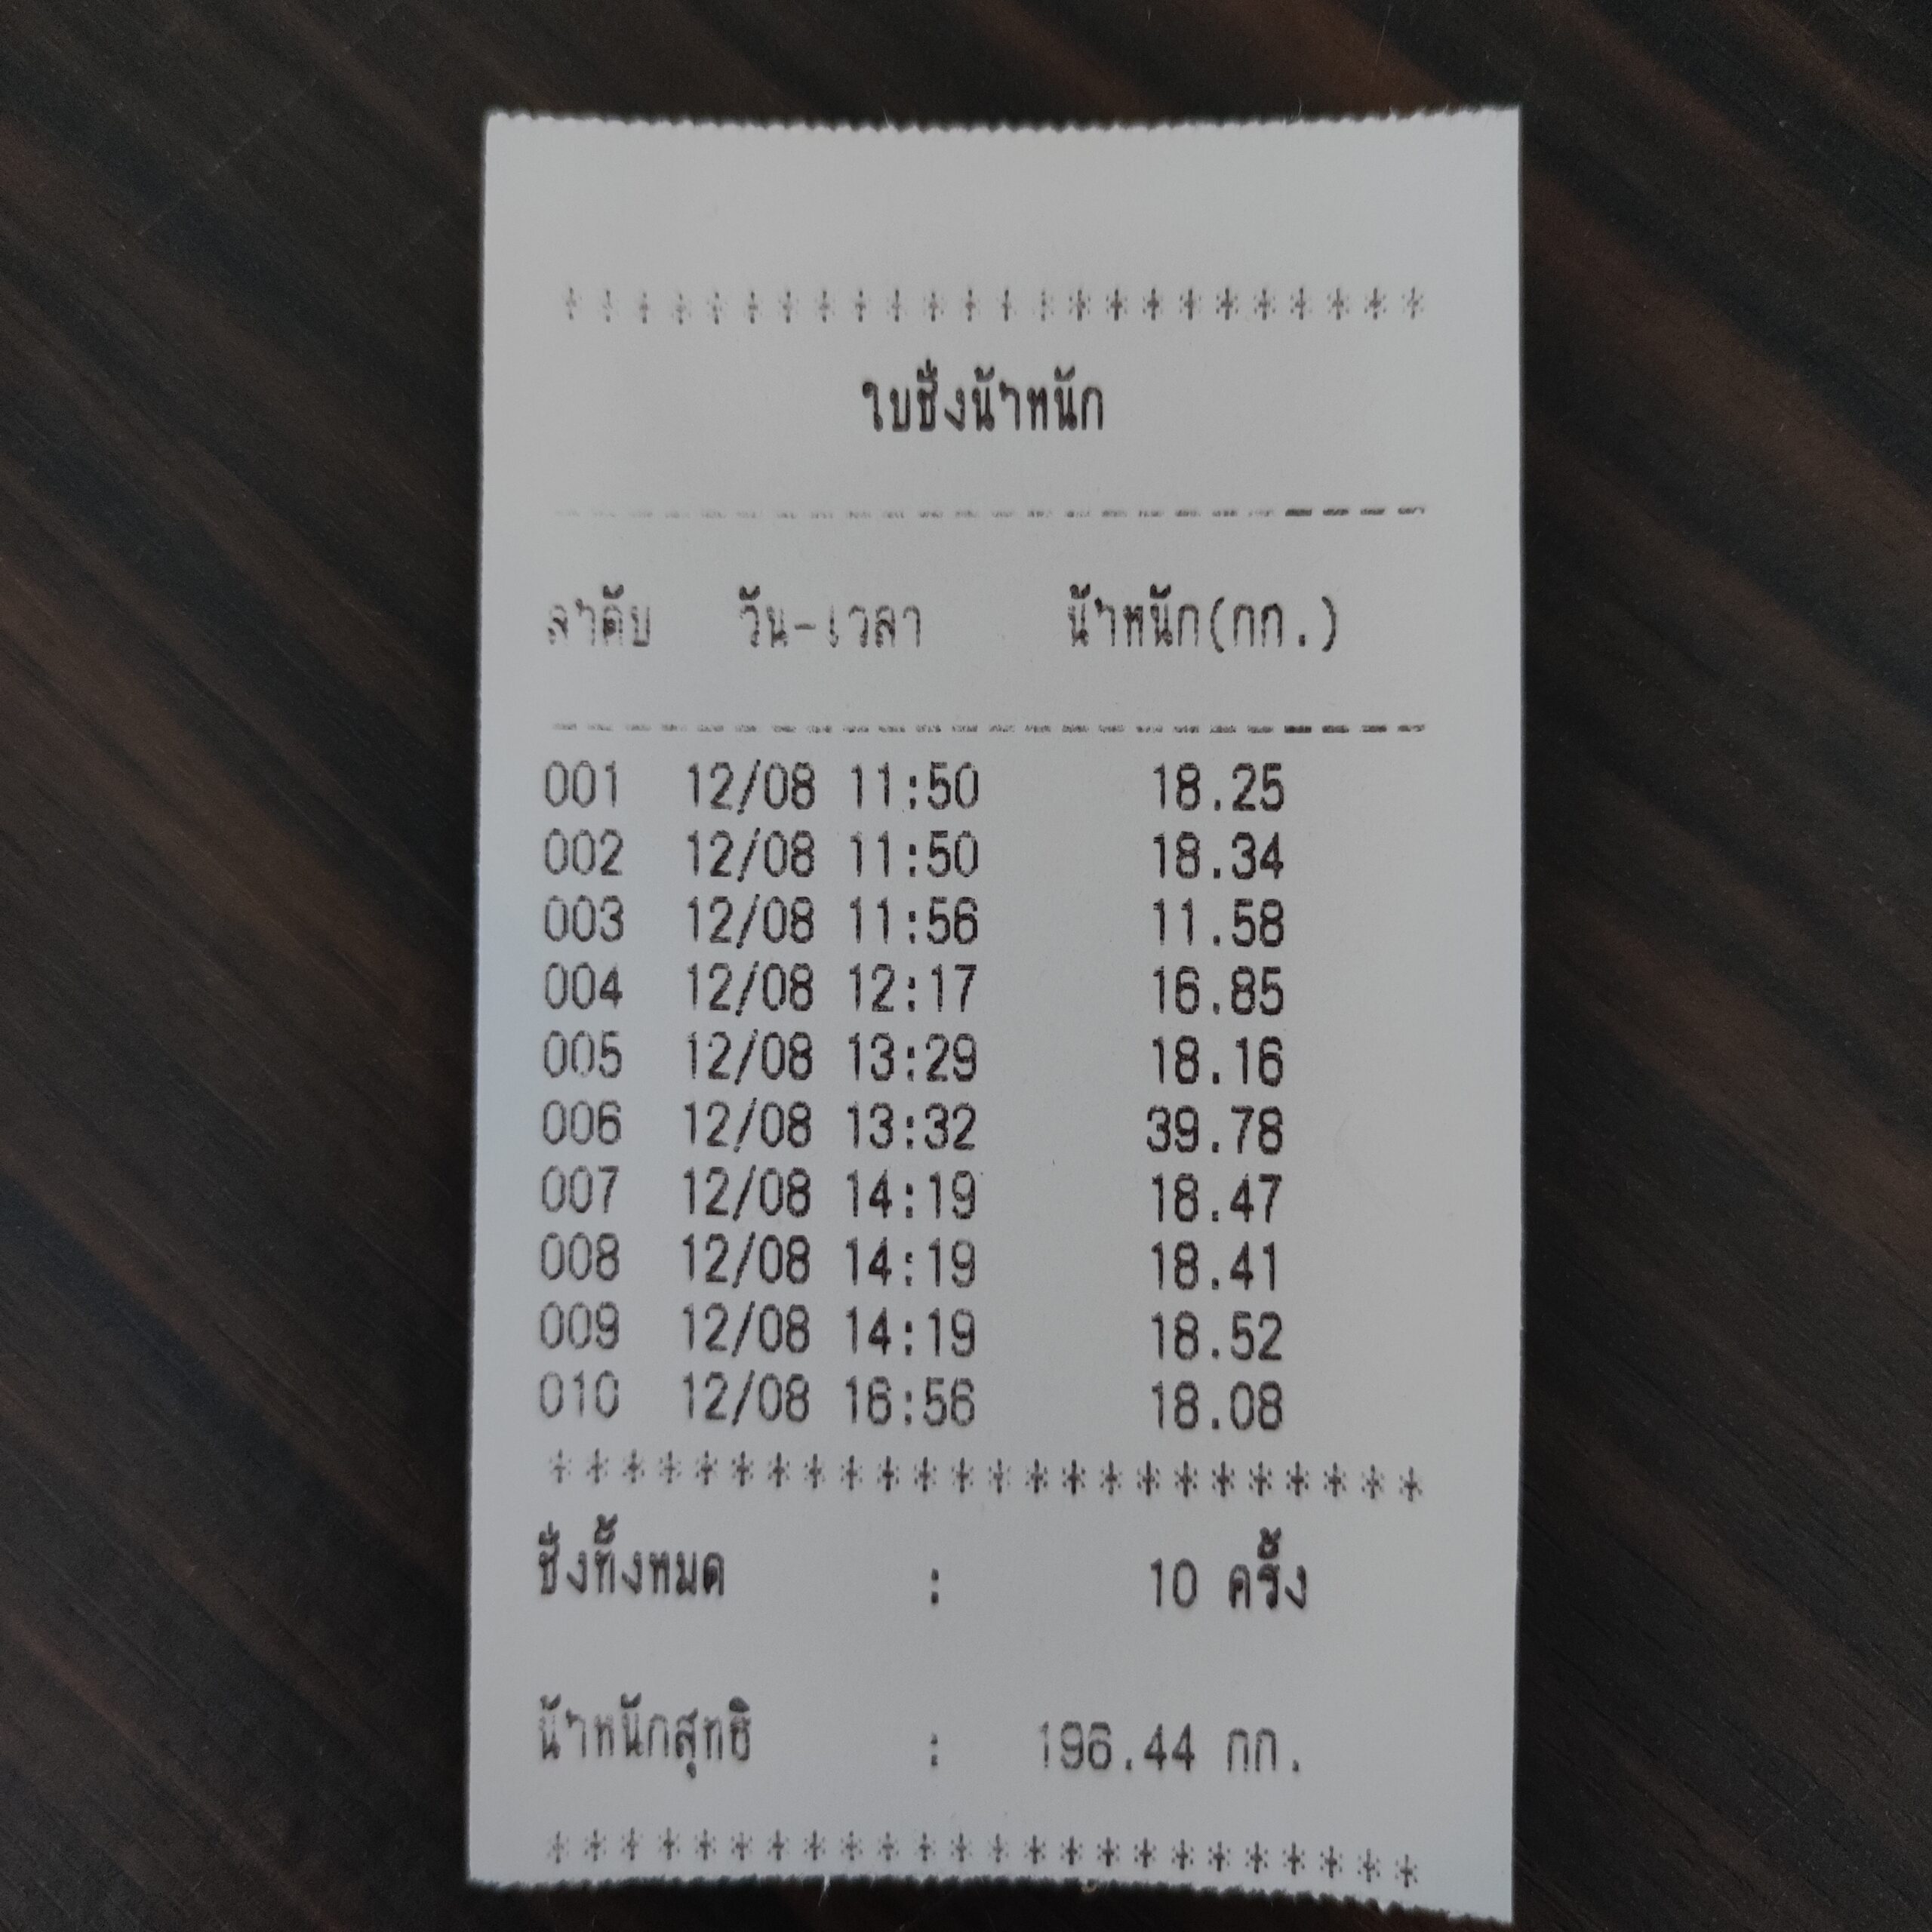 ************************
ใบชั่งน้ำหนัก
------------------------
ลำดับ วัน-เวลา น้ำหนัก(กก.)
------------------------
001 12/08 11:50 18.25
002 12/08 11:50 18.34
003 12/08 11:56 11.58
004 12/08 12:17 16.85
005 12/08 13:29 18.16
006 12/08 13:32 39.78
007 12/08 14:19 18.47
008 12/08 14:19 18.41
009 12/08 14:19 18.52
010 12/08 16:56 18.08
************************
ชั่งทั้งหมด : 10 ครั้ง
น้ำหนักสุทธิ : 196.44 กก.
************************